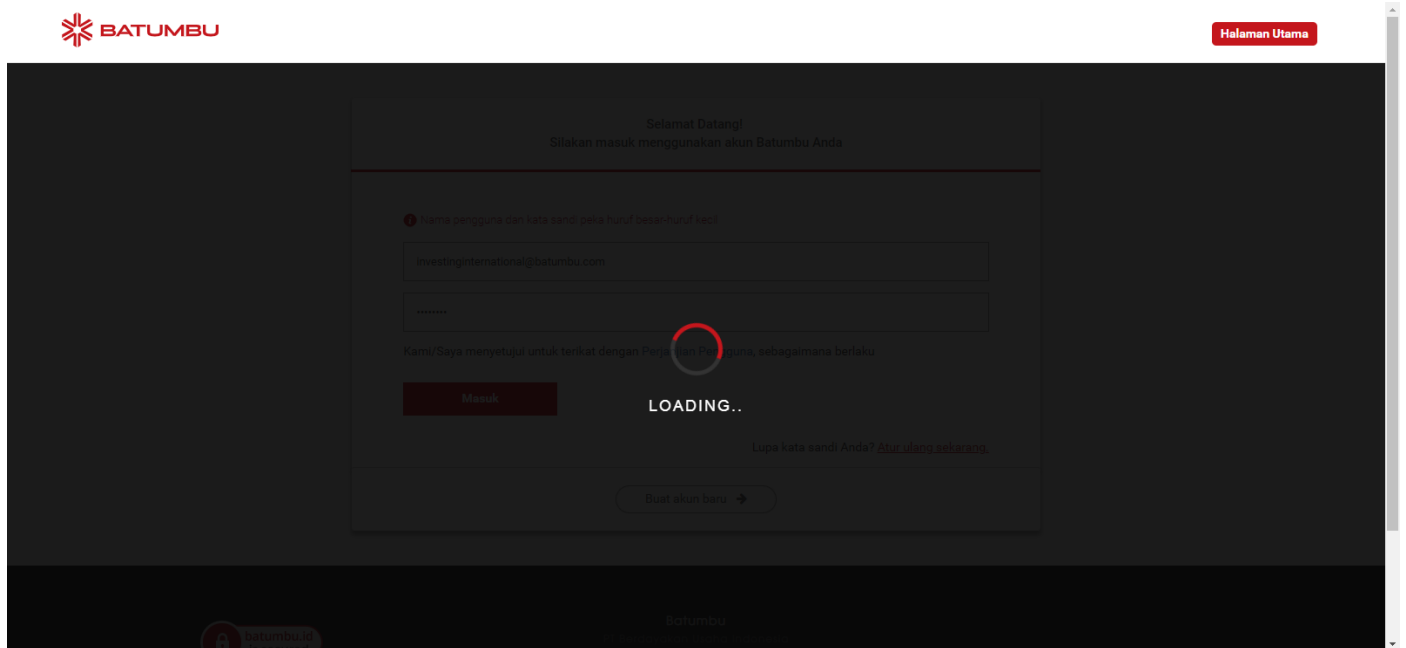 BATUMBU
Halaman Utama
Selamat Datang!
Silakan masuk menggunakan akun Batumbu Anda
Nama pengguna dan kata sandi peka huruf besar-huruf kecil
investinginternational@batumbu.com
········
Kami/Saya menyetujui untuk terikat dengan Perjanjian Pengguna, sebagaimana berlaku
Masuk
LOADING..
Lupa kata sandi Anda? Atur ulang sekarang.
Buat akun baru →
Batumbu
batumbu.id